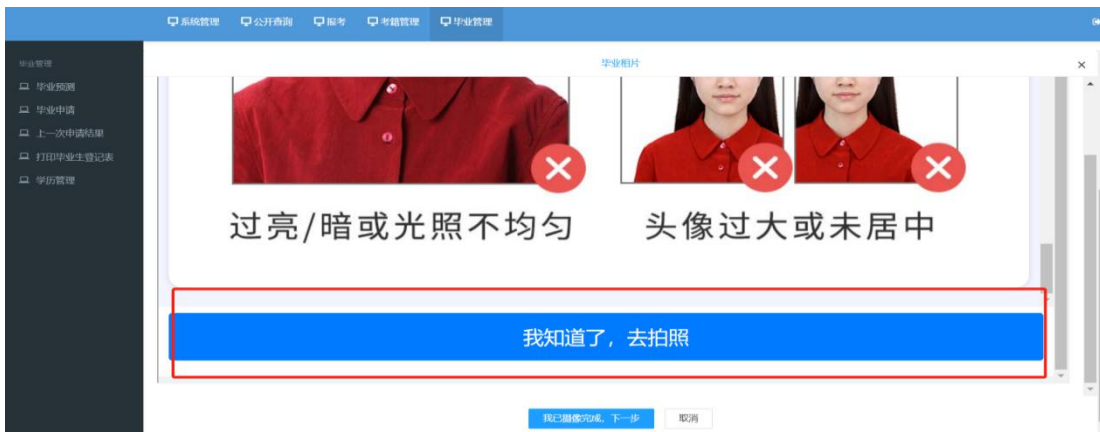 系统管理 公开查询 报考 考籍管理 毕业管理
毕业管理
毕业预测
毕业申请
上一次申请结果
打印毕业生登记表
学历管理
毕业相片
过亮/暗或光照不均匀
头像过大或未居中
我知道了，去拍照
我已摄像完成，下一步 取消